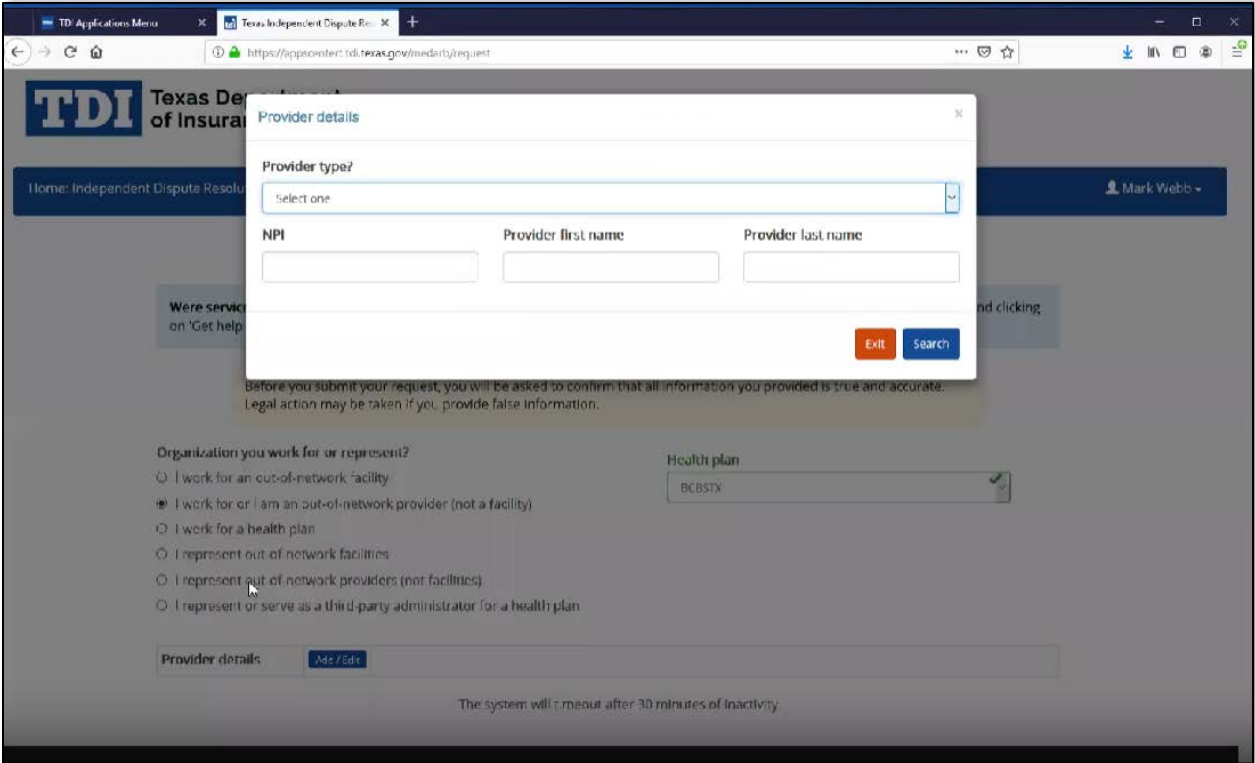 TDI Applications Menu
Texas Independent Dispute Re
https://appscenter.tdi.texas.gov/medarb/request
TDI
Texas De
of Insura
Provider details
Provider type?
Select one
NPI
Provider first name
Provider last name
Exit
Search
Home: Independent Dispute Resolu
Mark Webb
Were servic
nd clicking
on 'Get help
Before you submit your request, you will be asked to confirm that all information you provided is true and accurate.
Legal action may be taken if you provide false information.
Organization you work for or represent?
I work for an out-of-network facility
I work for or I am an out-of-network provider (not a facility)
I work for a health plan
I represent out-of-network facilities
I represent out-of-network providers (not facilities)
I represent or serve as a third-party administrator for a health plan
Health plan
BCBSTX
Provider details
Add / Edit
The system will timeout after 30 minutes of inactivity